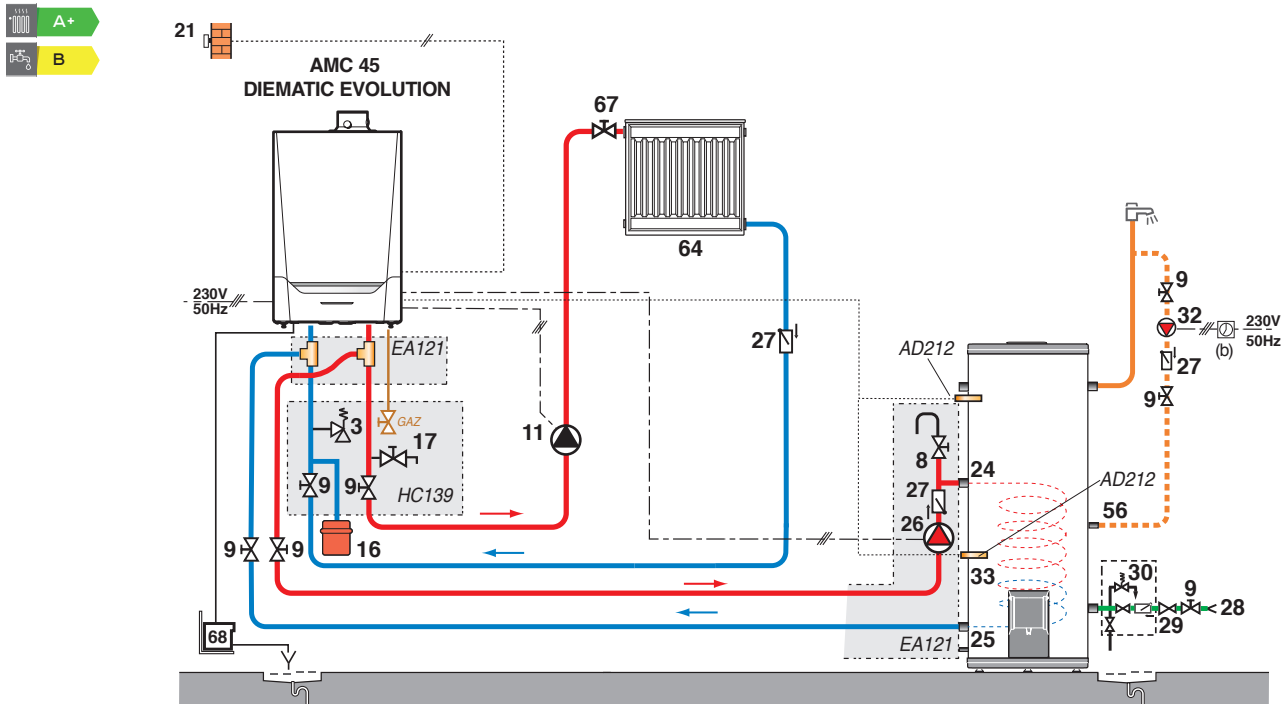 A+
B
21
AMC 45
DIEMATIC EVOLUTION
67
64
230V
50Hz
EA121
GAZ
3
17
9
9
HC139
16
9
9
11
27
68
AD212
8
24
27
26
33
AD212
56
25
EA121
9
32
230V
50Hz
(b)
27
9
30
9
28
29